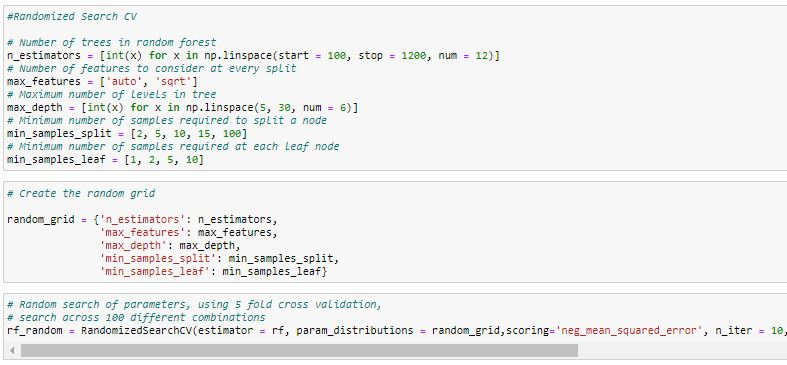 #Randomized Search CV
# Number of trees in random forest
n_estimators = [int(x) for x in np.linspace(start = 100, stop = 1200, num = 12)]
# Number of features to consider at every split
max_features = ['auto', 'sqrt']
# Maximum number of levels in tree
max_depth = [int(x) for x in np.linspace(5, 30, num = 6)]
# Minimum number of samples required to split a node
min_samples_split = [2, 5, 10, 15, 100]
# Minimum number of samples required at each leaf node
min_samples_leaf = [1, 2, 5, 10]
# Create the random grid
random_grid = {'n_estimators': n_estimators,
'max_features': max_features,
'max_depth': max_depth,
'min_samples_split': min_samples_split,
'min_samples_leaf': min_samples_leaf}
# Random search of parameters, using 5 fold cross validation,
# search across 100 different combinations
rf_random = RandomizedSearchCV(estimator = rf, param_distributions = random_grid,scoring='neg_mean_squared_error', n_iter = 10,